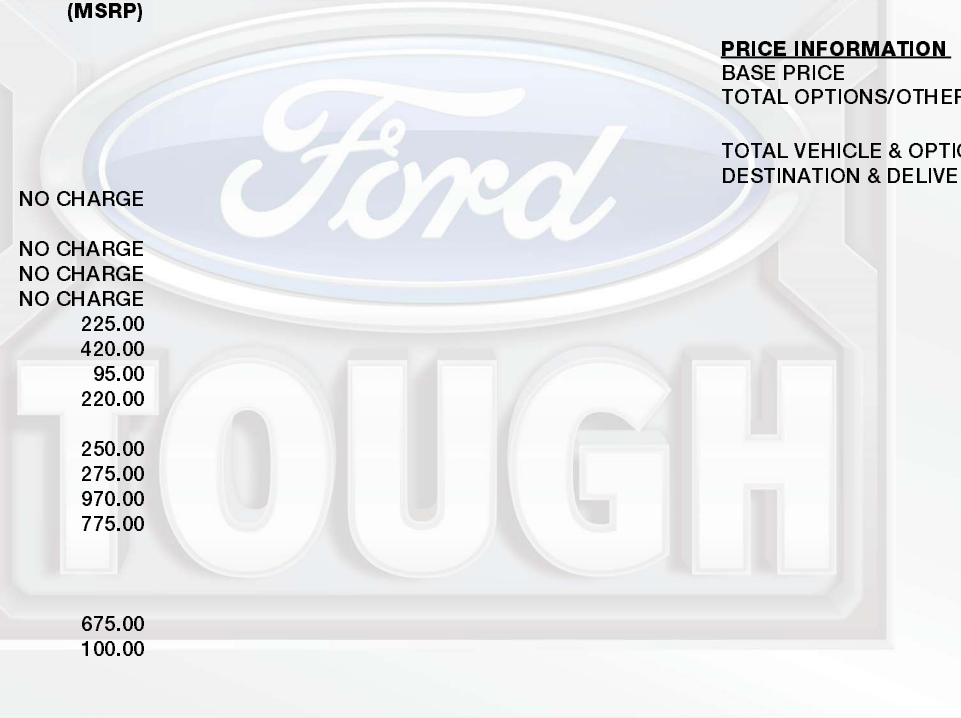 (MSRP)
NO CHARGE
NO CHARGE
NO CHARGE
NO CHARGE
225.00
420.00
95.00
220.00
250.00
275.00
970.00
775.00
675.00
100.00
PRICE INFORMATION
BASE PRICE
TOTAL OPTIONS/OTHER
TOTAL VEHICLE & OPTIO
DESTINATION & DELIVE
Ford
TOUGH